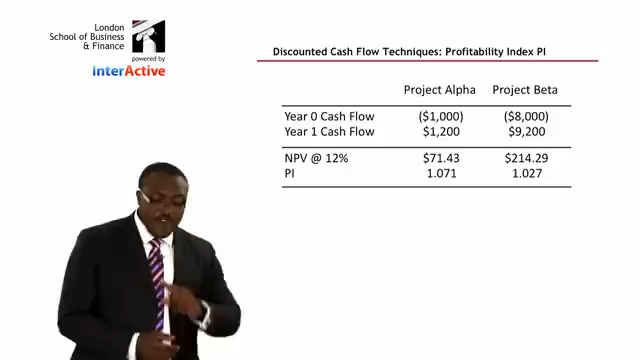 London
School of Business
& Finance
powered by
InterActive
Discounted Cash Flow Techniques: Profitability Index PI
Project Alpha Project Beta
Year 0 Cash Flow ($1,000) ($8,000)
Year 1 Cash Flow $1,200 $9,200
NPV @ 12% $71.43 $214.29
PI 1.071 1.027